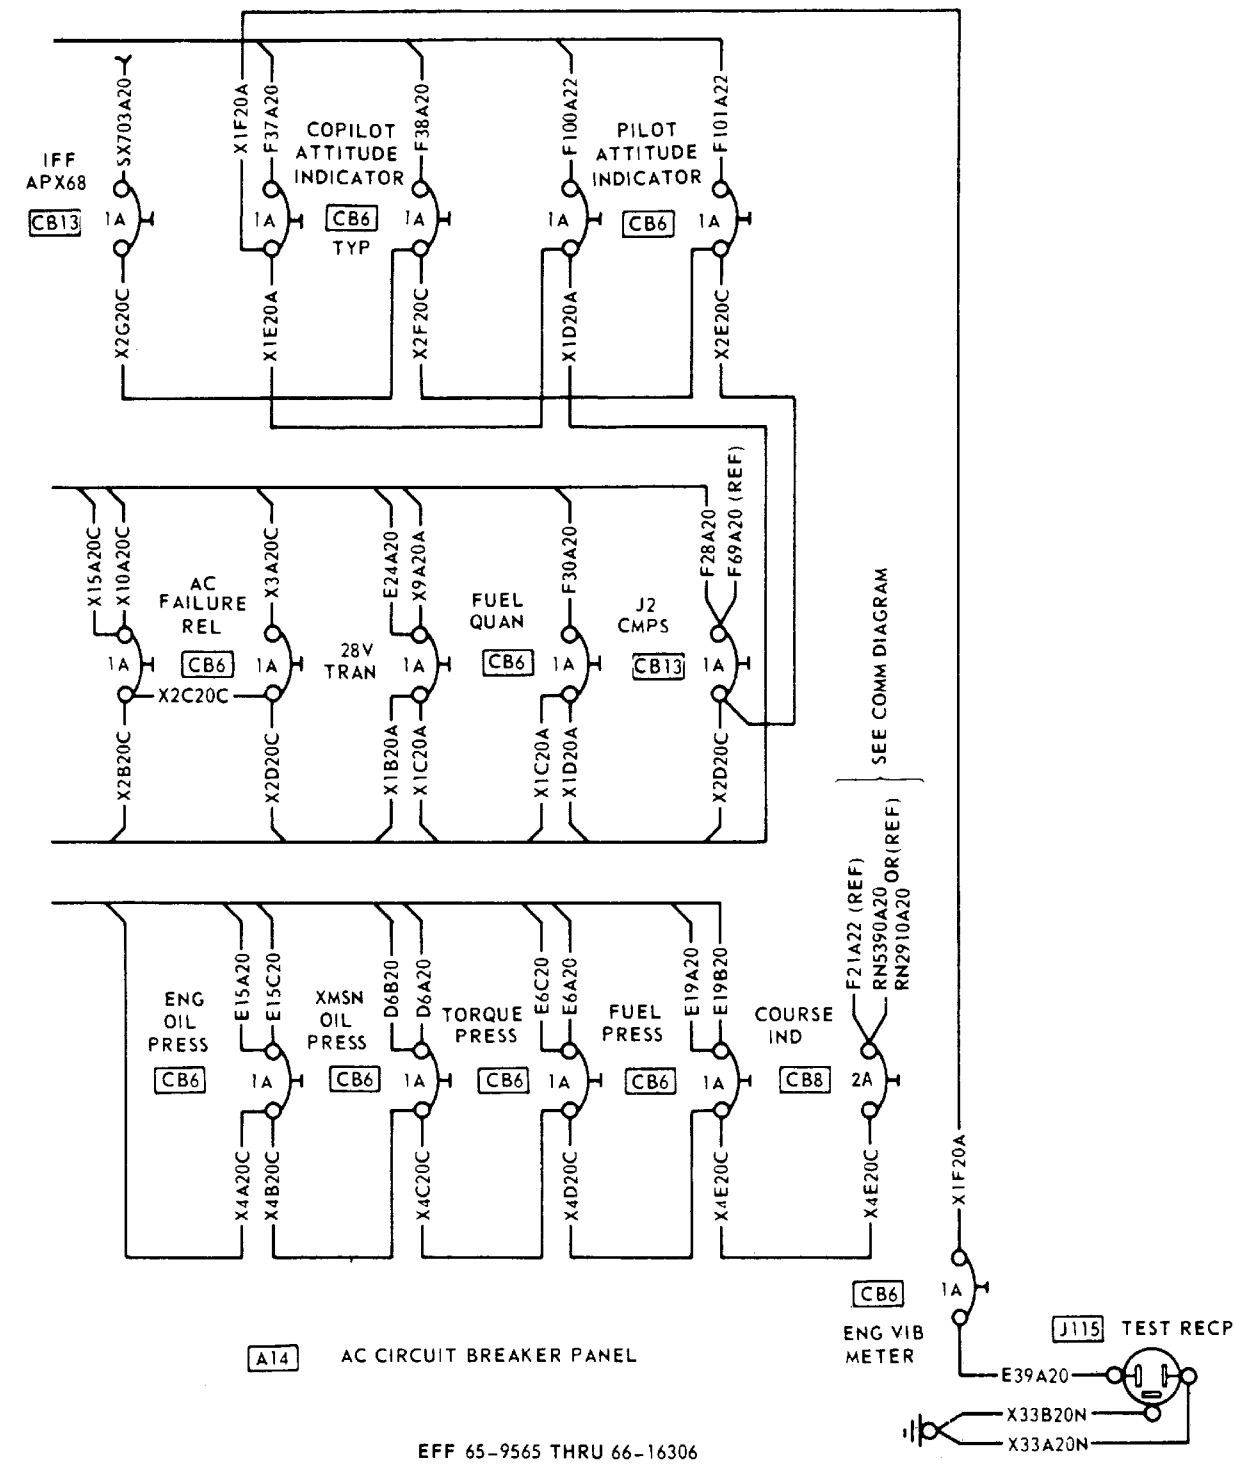 SX703A20
X1F20A
F37A20
F38A20
F100A22
F101A22
IFF
APX68
CB13
1A
1A
COPILOT
ATTITUDE
INDICATOR
CB6
TYP
1A
1A
PILOT
ATTITUDE
INDICATOR
CB6
1A
X2G20C
X1E20A
X2F20C
X1D20A
X2E20C
X15A20C
X10A20C
X3A20C
E24A20
X9A20A
F30A20
F28A20
F69A20 (REF)
1A
AC
FAILURE
REL
CB6
1A
28V
TRAN
1A
FUEL
QUAN
CB6
1A
J2
CMPS
CB13
1A
X2C20C
X2B20C
X2D20C
X1B20A
X1C20A
X1C20A
X1D20A
X2D20C
SEE COMM DIAGRAM
E15A20
E15C20
D6B20
D6A20
E6C20
E6A20
E19A20
E19B20
F21A22 (REF)
RN5390A20
OR(REF)
RN2910A20
ENG
OIL
PRESS
CB6
1A
XMSN
OIL
PRESS
CB6
1A
TORQUE
PRESS
CB6
1A
FUEL
PRESS
CB6
1A
COURSE
IND
CB8
2A
X4A20C
X4B20C
X4C20C
X4D20C
X4E20C
X4E20C
X1F20A
CB6
1A
ENG VIB
METER
J115 TEST RECP
A14 AC CIRCUIT BREAKER PANEL
E39A20
X33B20N
X33A20N
EFF 65-9565 THRU 66-16306